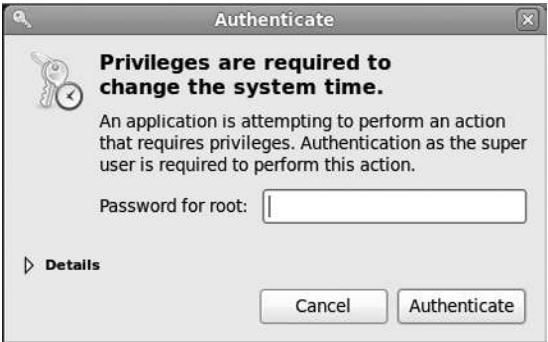 Authenticate
Privileges are required to
change the system time.
An application is attempting to perform an action
that requires privileges. Authentication as the super
user is required to perform this action.
Password for root:
Details
Cancel
Authenticate